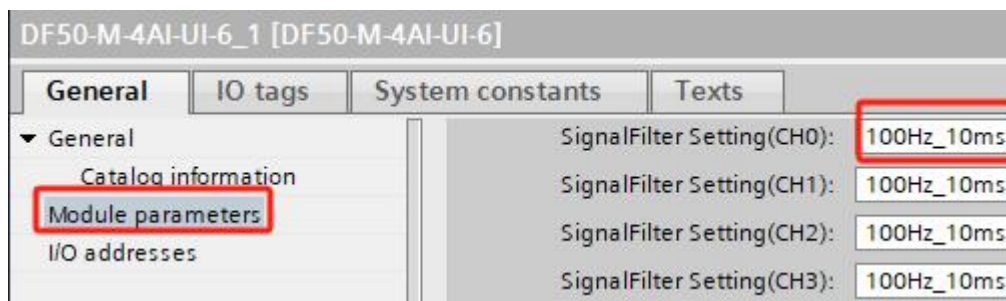 DF50-M-4AI-UI-6_1 [DF50-M-4AI-UI-6]
General IO tags System constants Texts
General
Catalog information
Module parameters
I/O addresses
SignalFilter Setting(CH0): 100Hz_10ms
SignalFilter Setting(CH1): 100Hz_10ms
SignalFilter Setting(CH2): 100Hz_10ms
SignalFilter Setting(CH3): 100Hz_10ms